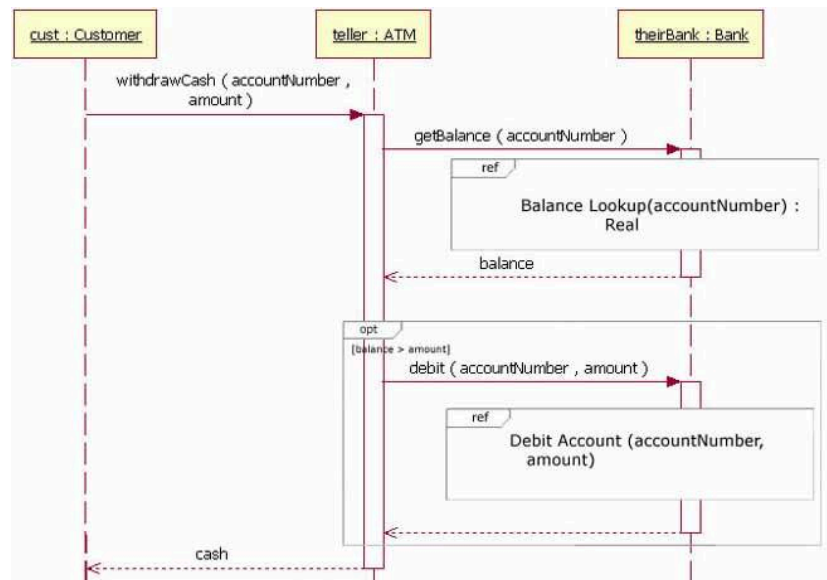 cust : Customer
teller : ATM
theirBank : Bank
withdrawCash ( accountNumber ,
amount )
getBalance ( accountNumber )
ref
Balance Lookup(accountNumber) :
Real
balance
opt
[balance > amount]
debit ( accountNumber , amount )
ref
Debit Account (accountNumber,
amount)
cash